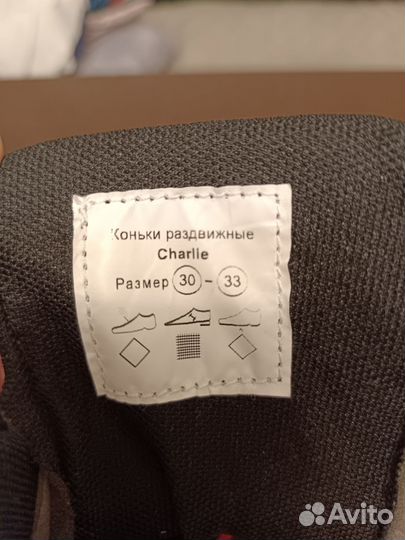 Коньки раздвижные
Charlie
Размер 30 - 33
Avito